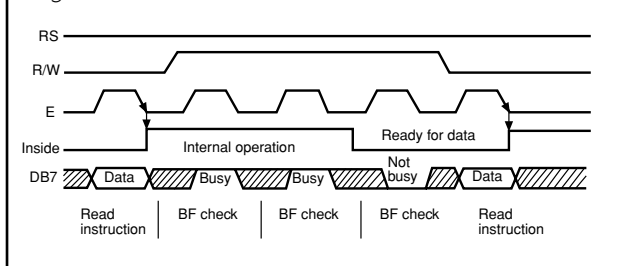 RS
R/W
E
Inside
Internal operation
Ready for data
DB7
Data
Busy
Busy
Not
busy
Data
Read
instruction
BF check
BF check
BF check
Read
instruction